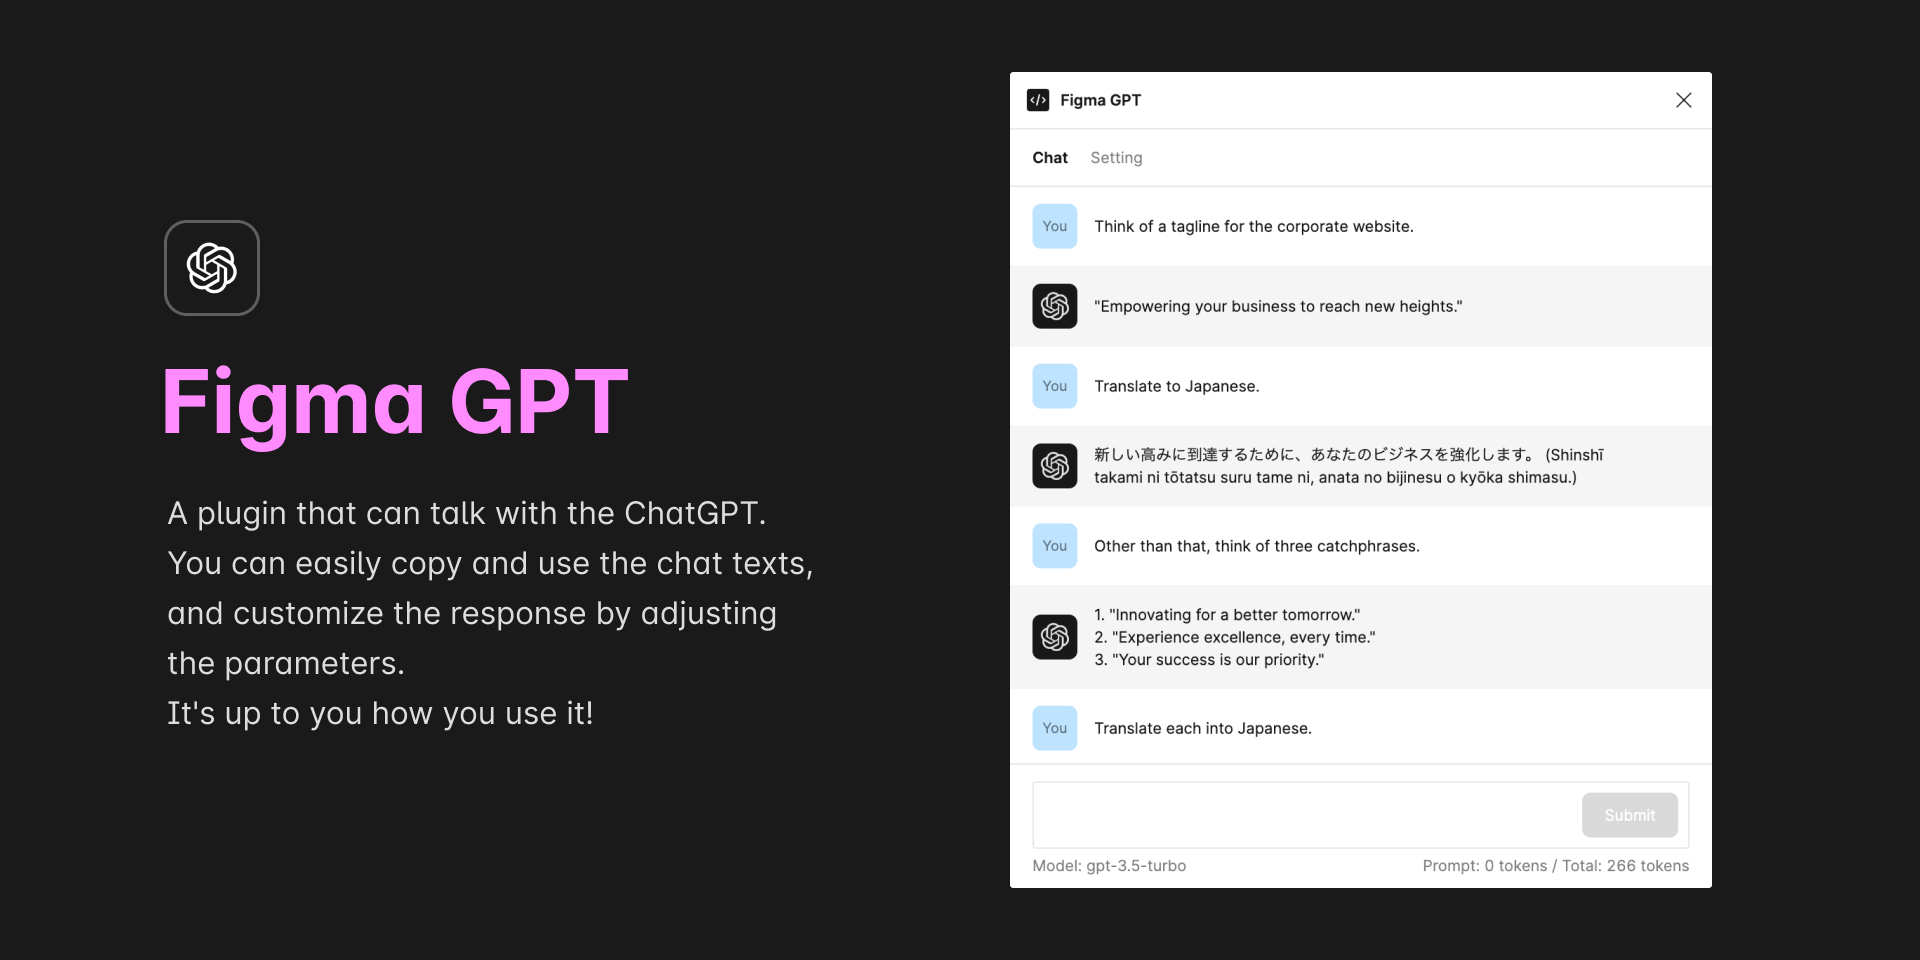 Figma GPT
A plugin that can talk with the ChatGPT.
You can easily copy and use the chat texts,
and customize the response by adjusting
the parameters.
It's up to you how you use it!
Figma GPT
Chat Setting
You Think of a tagline for the corporate website.
"Empowering your business to reach new heights."
You Translate to Japanese.
新しい高みに到達するために、あなたのビジネスを強化します。 (Shinshī
takami ni tōtatsu suru tame ni, anata no bijinesu o kyōka shimasu.)
You Other than that, think of three catchphrases.
1. "Innovating for a better tomorrow."
2. "Experience excellence, every time."
3. "Your success is our priority."
You Translate each into Japanese.
Submit
Model: gpt-3.5-turbo Prompt: 0 tokens / Total: 266 tokens